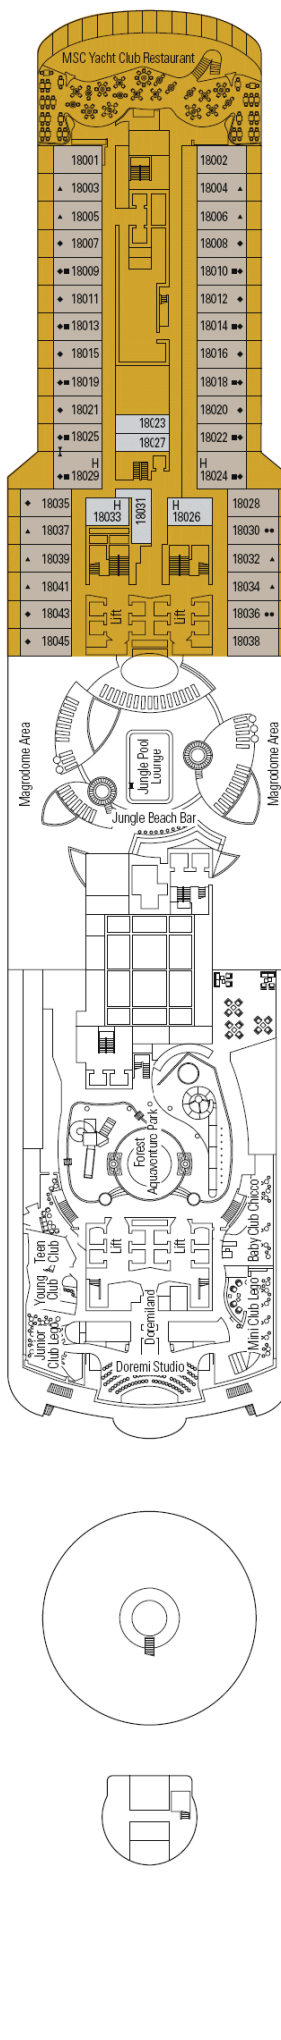 MSC Yacht Club Restaurant
18001 18002
18003 18004
18005 18006
18007 18008
18009 18010
18011 18012
18013 18014
18015 18016
18019 18018
18021 18020
18023
18025 18022
18027
H H
18029 18024
18035 H 18033 18031 H 18026 18028
18037 18030
18039 18032
18041 18034
18043 Lift Lift 18036
18045 18038
Magrodome Area
Jungle Pool
Lounge
Magrodome Area
Jungle Beach Bar
Forest
Aquaventure Park
Teen
Club
Lift
Lift
Baby Club Chicco
Young
Club
Doremiland
Mini Club Lego
Junior
Club Lego
Doremi Studio